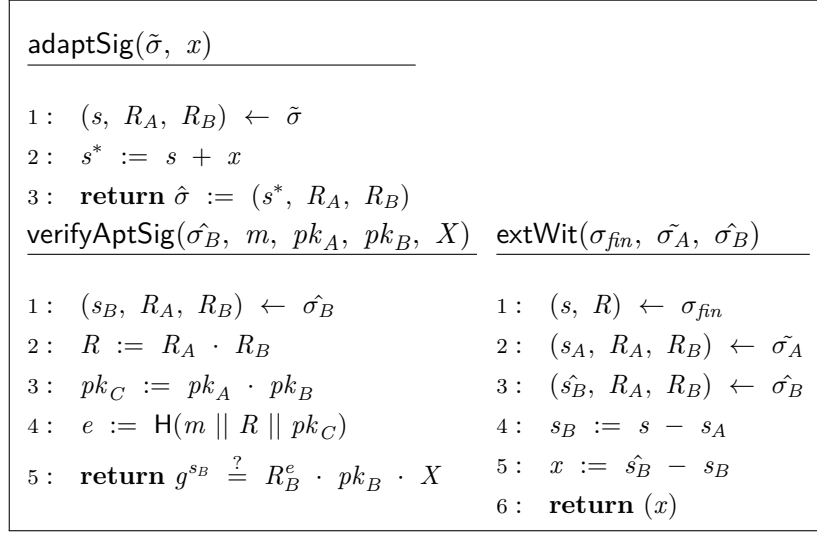 adaptSig(σ̃, x)
1 : (s, R_A, R_B) ← σ̃
2 : s* := s + x
3 : return σ̂ := (s*, R_A, R_B)
verifyAptSig(σ̂_B, m, pk_A, pk_B, X)
1 : (s_B, R_A, R_B) ← σ̂_B
2 : R := R_A · R_B
3 : pk_C := pk_A · pk_B
4 : e := H(m || R || pk_C)
5 : return g^{s_B} ≟ R_B^e · pk_B · X
extWit(σ_fin, σ̃_A, σ̂_B)
1 : (s, R) ← σ_fin
2 : (s_A, R_A, R_B) ← σ̃_A
3 : (ŝ_B, R_A, R_B) ← σ̂_B
4 : s_B := s − s_A
5 : x := ŝ_B − s_B
6 : return (x)